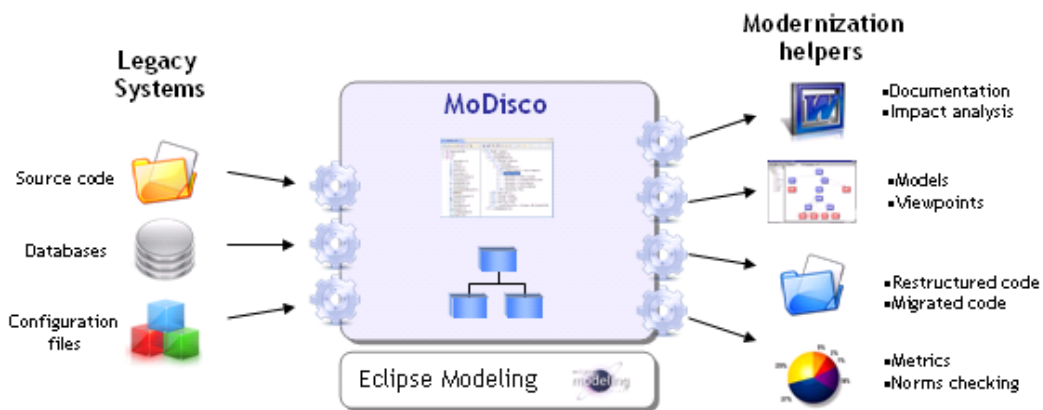 Legacy
Systems
Source code
Databases
Configuration
files
MoDisco
Eclipse Modeling
modeling
Modernization
helpers
▪Documentation
▪Impact analysis
▪Models
▪Viewpoints
▪Restructured code
▪Migrated code
▪Metrics
▪Norms checking